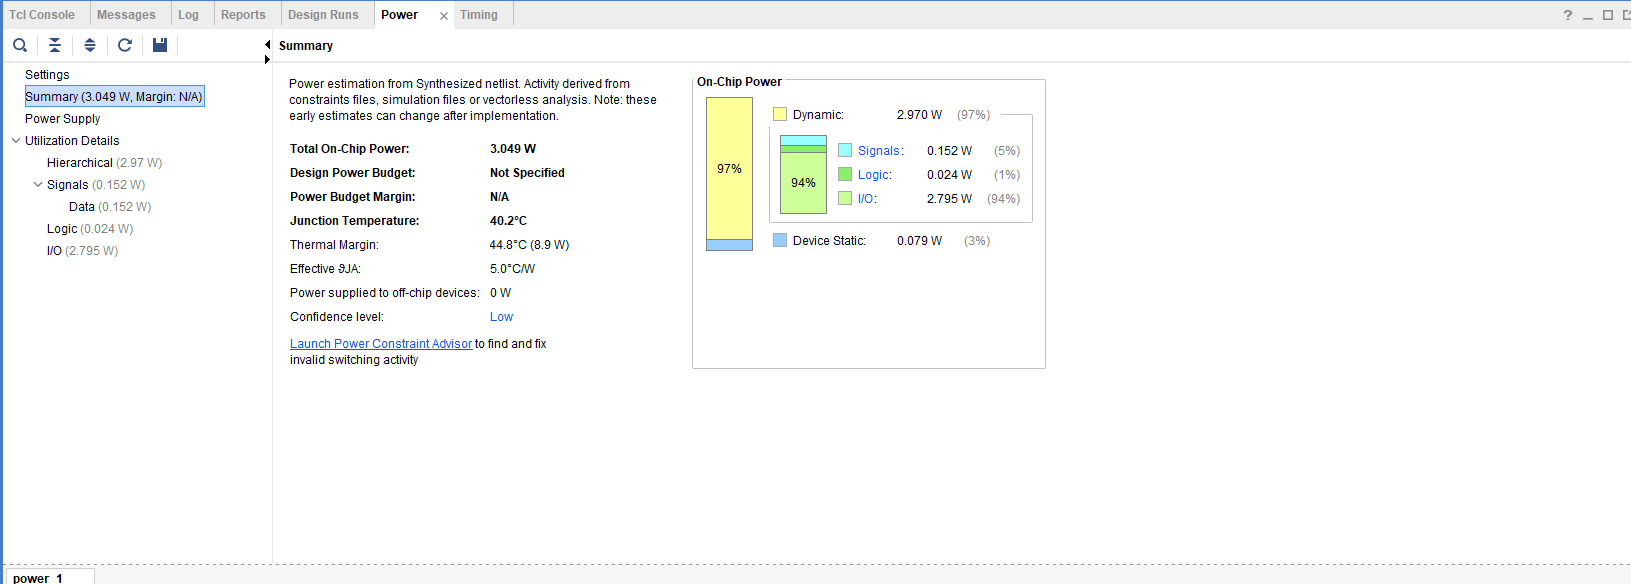 Tcl Console Messages Log Reports Design Runs Power × Timing ?
Summary
Settings
Summary (3.049 W, Margin: N/A)
Power Supply
Utilization Details
Hierarchical (2.97 W)
Signals (0.152 W)
Data (0.152 W)
Logic (0.024 W)
I/O (2.795 W)
Power estimation from Synthesized netlist. Activity derived from
constraints files, simulation files or vectorless analysis. Note: these
early estimates can change after implementation.
Total On-Chip Power: 3.049 W
Design Power Budget: Not Specified
Power Budget Margin: N/A
Junction Temperature: 40.2°C
Thermal Margin: 44.8°C (8.9 W)
Effective ϑJA: 5.0°C/W
Power supplied to off-chip devices: 0 W
Confidence level: Low
Launch Power Constraint Advisor to find and fix
invalid switching activity
On-Chip Power
97%
94%
Dynamic: 2.970 W (97%)
Signals: 0.152 W (5%)
Logic: 0.024 W (1%)
I/O: 2.795 W (94%)
Device Static: 0.079 W (3%)
power_1